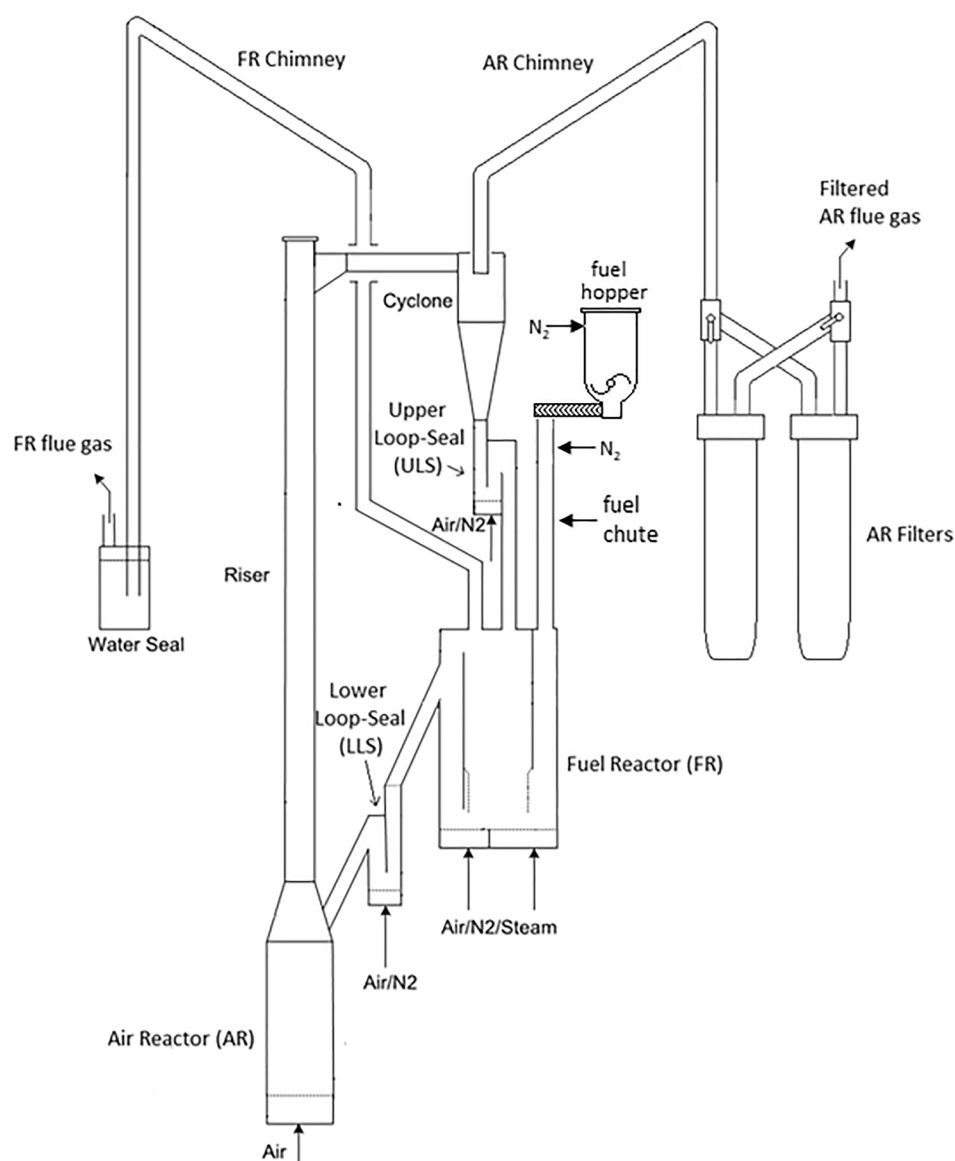 FR Chimney
AR Chimney
Filtered
AR flue gas
fuel
hopper
N₂
Cyclone
Upper
Loop-Seal
(ULS)
N₂
FR flue gas
Air/N2
fuel
chute
AR Filters
Riser
Water Seal
Lower
Loop-Seal
(LLS)
Fuel Reactor (FR)
Air/N2/Steam
Air/N2
Air Reactor (AR)
Air